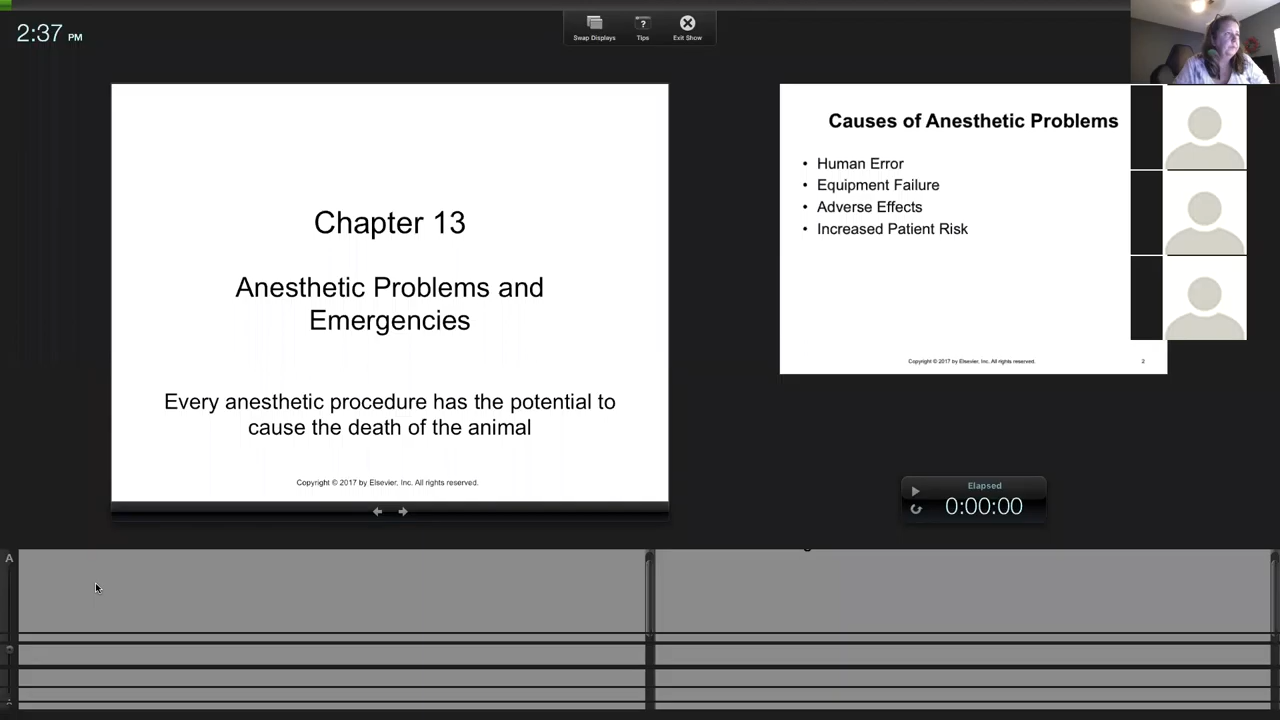 2:37 PM
Swap Displays
Tips
Exit Show
Chapter 13
Anesthetic Problems and
Emergencies
Every anesthetic procedure has the potential to
cause the death of the animal
Copyright © 2017 by Elsevier, Inc. All rights reserved.
Causes of Anesthetic Problems
• Human Error
• Equipment Failure
• Adverse Effects
• Increased Patient Risk
Copyright © 2017 by Elsevier, Inc. All rights reserved.
2
Elapsed
0:00:00
A